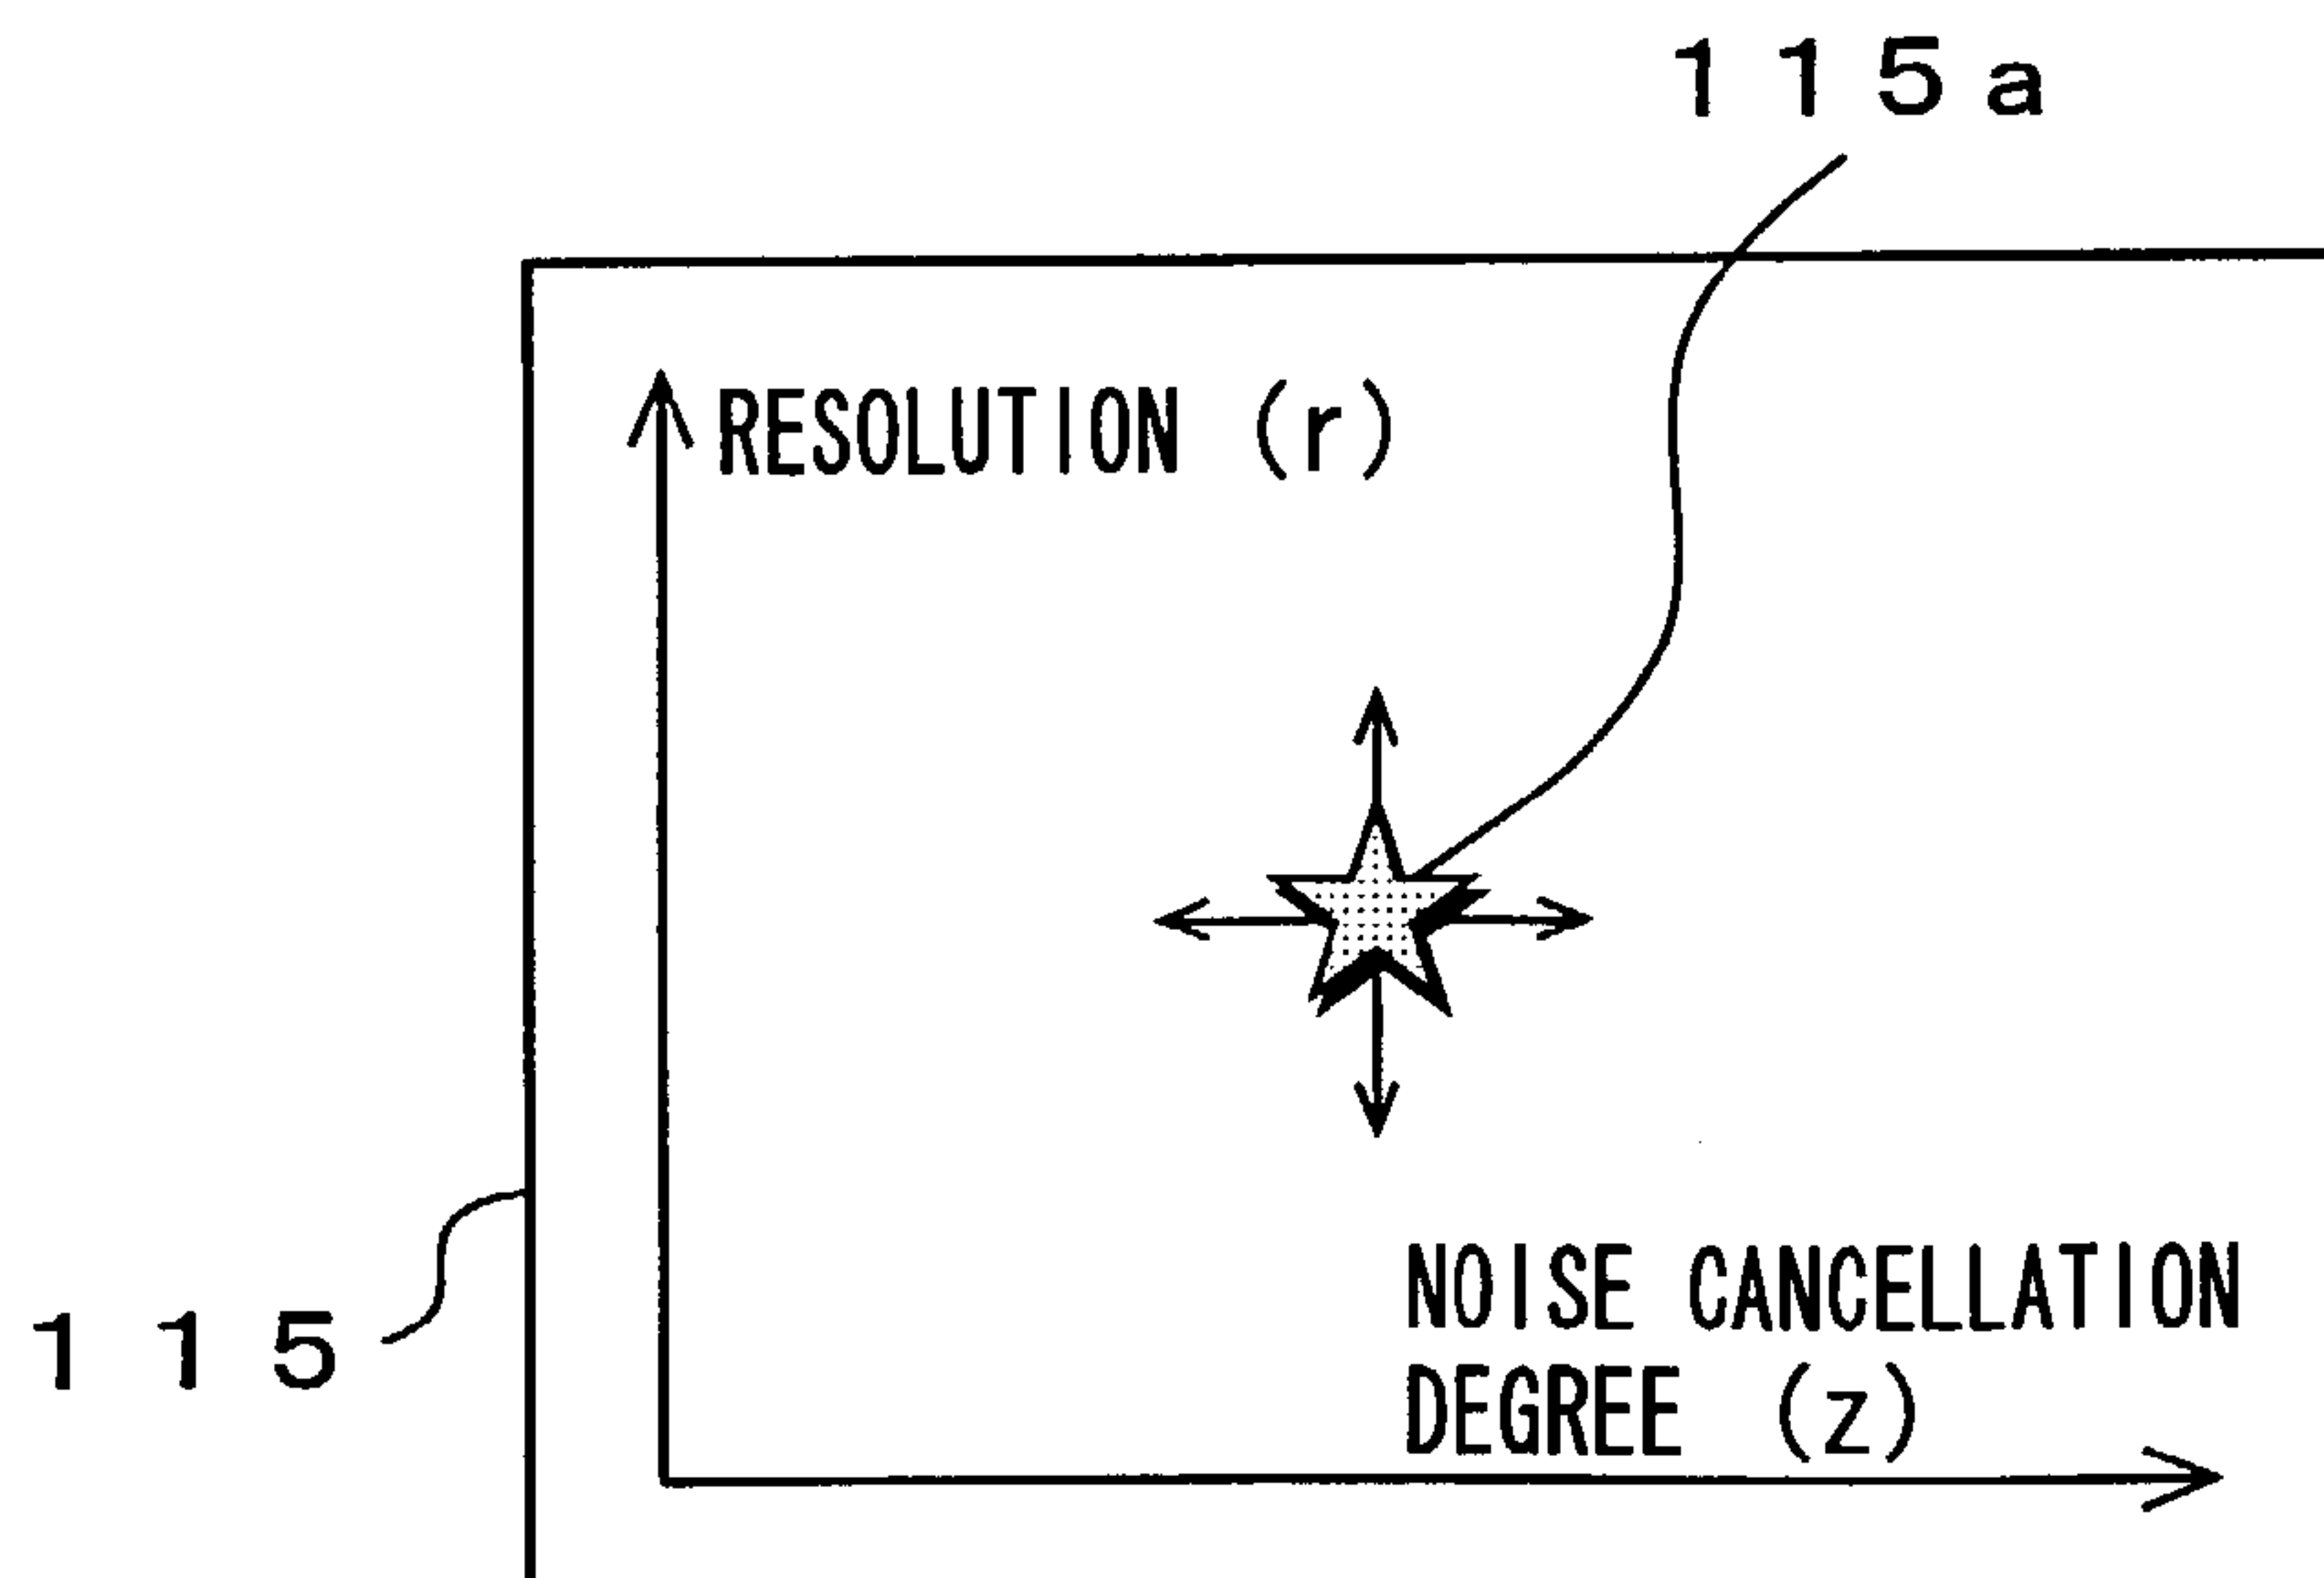 115a
RESOLUTION (r)
NOISE CANCELLATION
DEGREE (z)
115